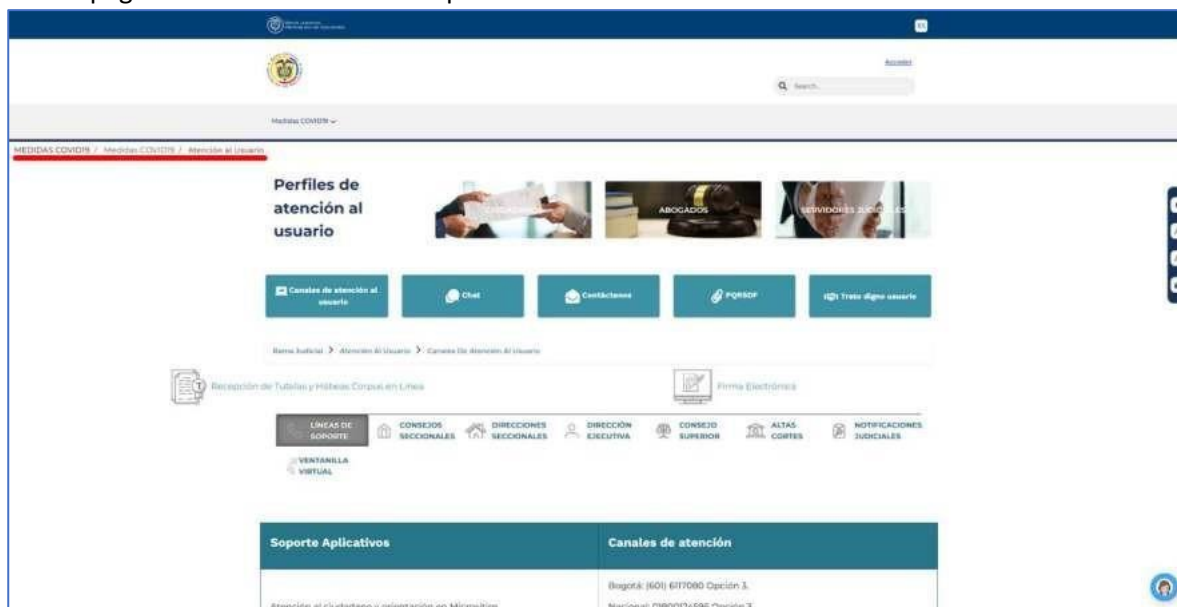 Acceder
Search..
Medidas COVID19
MEDIDAS COVID19 / Medidas COVID19 / Atención al Usuario
Perfiles de
atención al
usuario
ABOGADOS
SERVIDORES JUDICIALES
Canales de atención al
usuario
Chat
Contáctenos
PQRSDF
Trato digno usuario
Rama Judicial > Atención Al Usuario > Canales De Atención Al Usuario
Recepción de Tutelas y Hábeas Corpus en Línea
Firma Electrónica
LÍNEAS DE
SOPORTE
CONSEJOS
SECCIONALES
DIRECCIONES
SECCIONALES
DIRECCIÓN
EJECUTIVA
CONSEJO
SUPERIOR
ALTAS
CORTES
NOTIFICACIONES
JUDICIALES
VENTANILLA
VIRTUAL
Soporte Aplicativos
Canales de atención
Bogotá: (601) 6117080 Opción 3.
Atención al ciudadano y orientación en Micrositios
Nacional: 018000124595 Opción 3